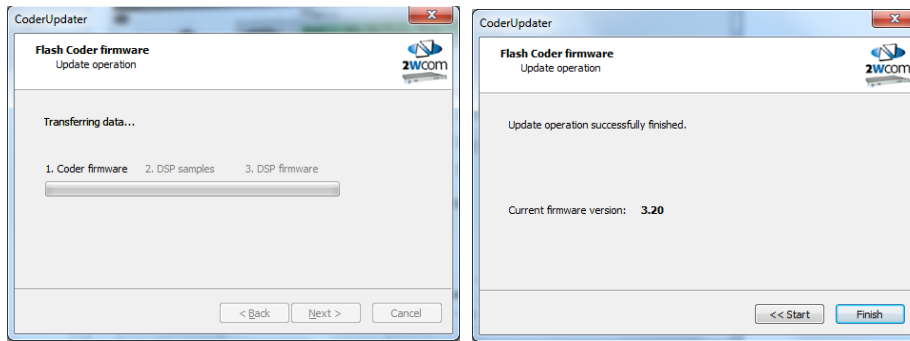 CoderUpdater
Flash Coder firmware
Update operation
2wcom
Transferring data...
1. Coder firmware 2. DSP samples 3. DSP firmware
< Back Next > Cancel
CoderUpdater
Flash Coder firmware
Update operation
2wcom
Update operation successfully finished.
Current firmware version: 3.20
<< Start Finish